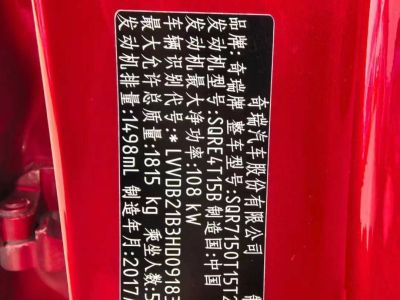 奇瑞汽车股份有限公司
品牌:奇瑞牌 整车型号:SQR7150T15T2
发动机型号:SQRE4T15B 制造国:中国
发动机最大净功率:108 KW
车辆识别代号:*LVVDB21B3HD09183
最大允许总质量:1815 kg 乘坐人数:5
发动机排量:1498mL 制造年月:2017/